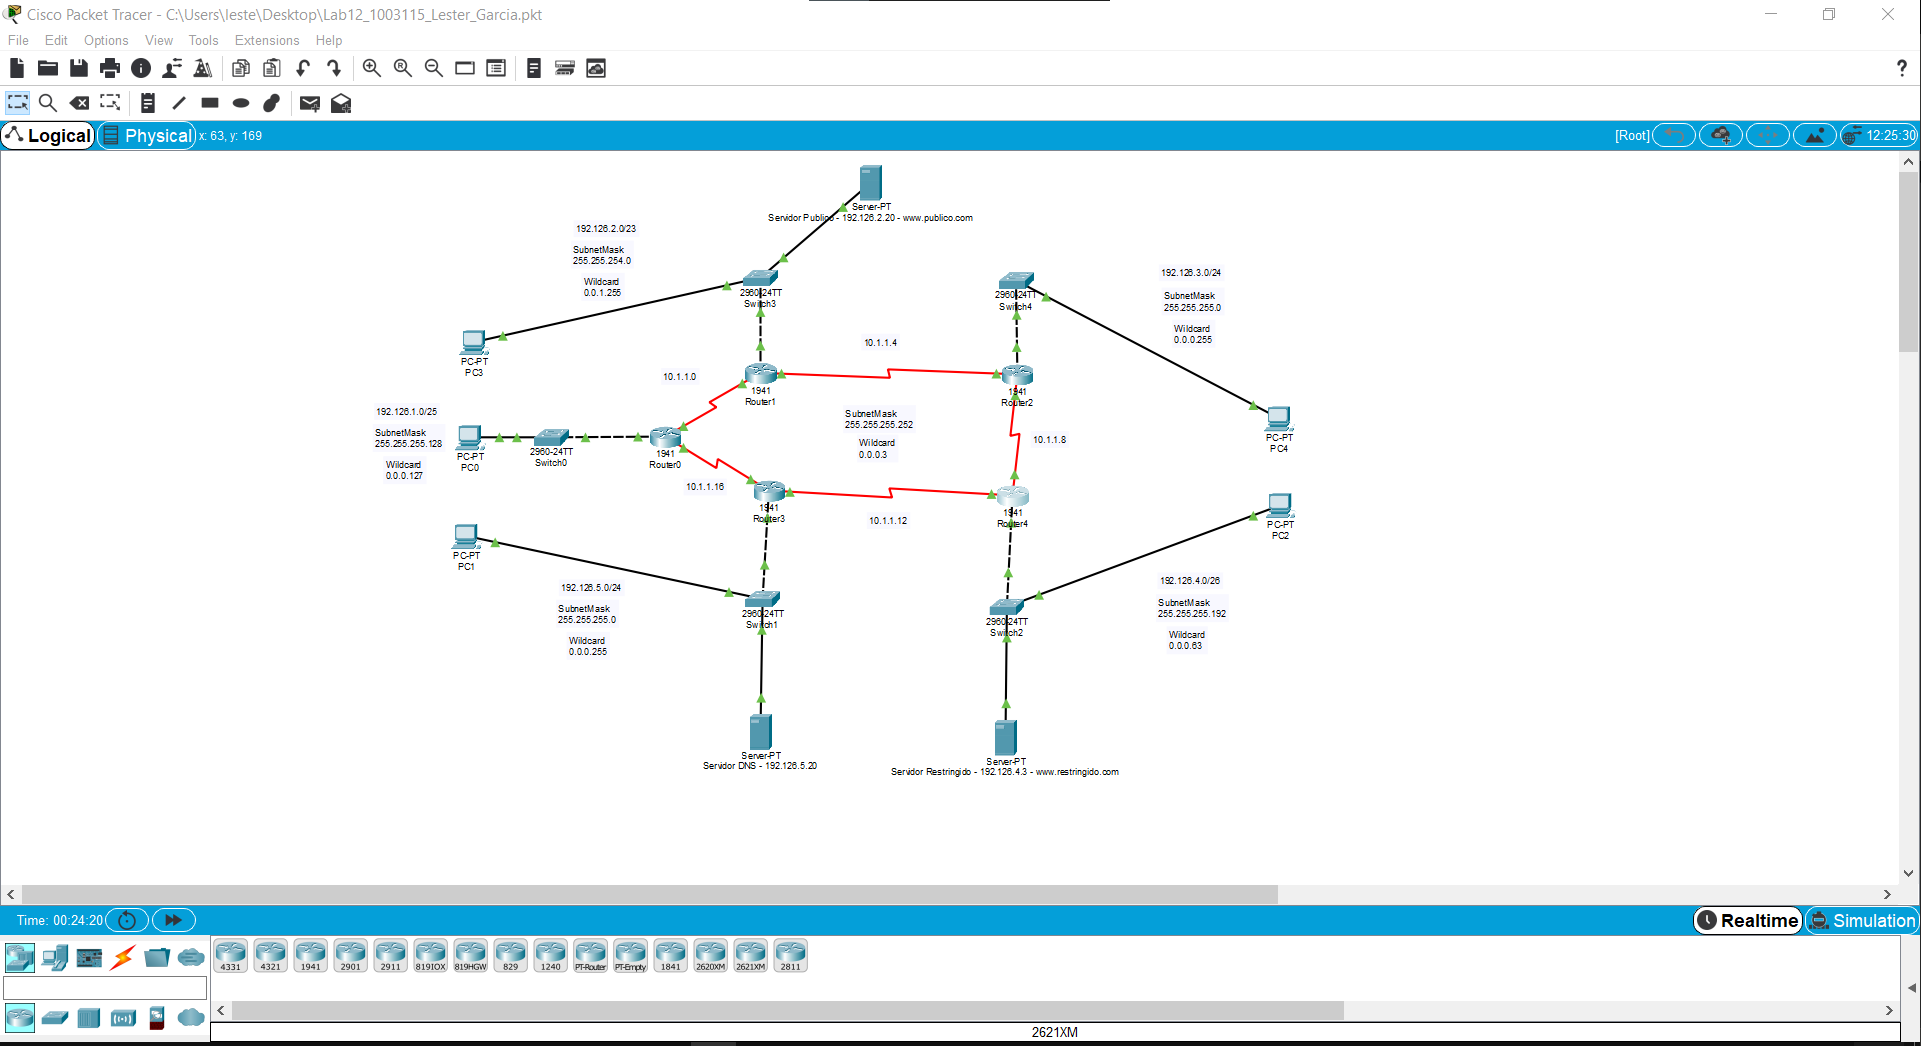 Cisco Packet Tracer - C:\Users\leste\Desktop\Lab12_1003115_Lester_Garcia.pkt
File Edit Options View Tools Extensions Help
?
Logical Physical x: 63, y: 169 [Root] 12:25:30
Server-PT
Servidor Publico - 192.126.2.20 - www.publico.com
192.126.2.0/23
SubnetMask
255.255.254.0
Wildcard
0.0.1.255
2960-24TT
Switch3
2960-24TT
Switch4
192.126.3.0/24
SubnetMask
255.255.255.0
Wildcard
0.0.0.255
PC-PT
PC3
10.1.1.4
10.1.1.0
1941
Router1
1941
Router2
192.126.1.0/25
SubnetMask
255.255.255.128
Wildcard
0.0.0.127
PC-PT
PC0
2960-24TT
Switch0
1941
Router0
SubnetMask
255.255.255.252
Wildcard
0.0.0.3
10.1.1.8
PC-PT
PC4
10.1.1.16
1941
Router3
10.1.1.12
1941
Router4
PC-PT
PC2
PC-PT
PC1
192.126.5.0/24
SubnetMask
255.255.255.0
Wildcard
0.0.0.255
2960-24TT
Switch1
2960-24TT
Switch2
192.126.4.0/26
SubnetMask
255.255.255.192
Wildcard
0.0.0.63
Server-PT
Servidor DNS - 192.126.5.20
Server-PT
Servidor Restringido - 192.126.4.3 - www.restringido.com
Time: 00:24:20 Realtime Simulation
4331 4321 1941 2901 2911 819IOX 819HGW 829 1240 PT-Router PT-Empty 1841 2620XM 2621XM 2811
2621XM